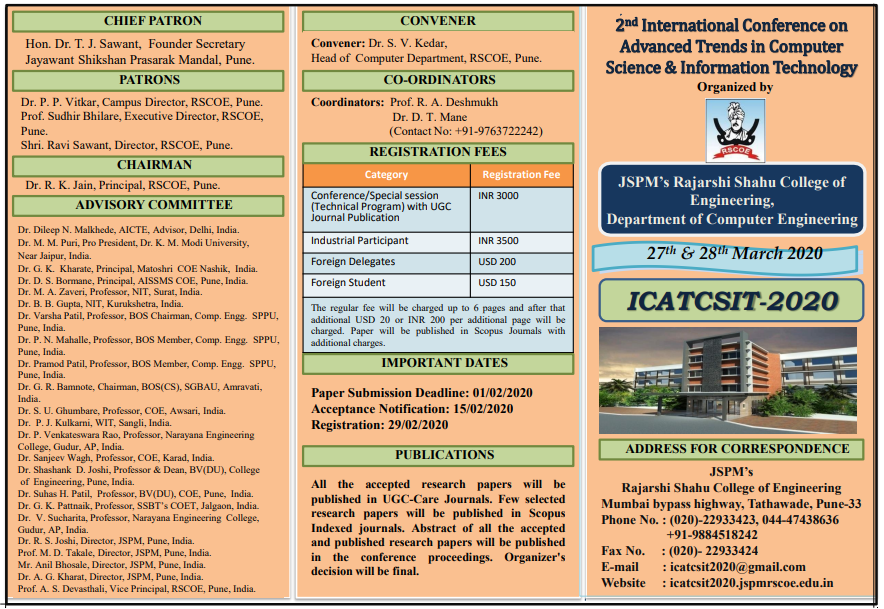 CHIEF PATRON
Hon. Dr. T. J. Sawant, Founder Secretary
Jayawant Shikshan Prasarak Mandal, Pune.
PATRONS
Dr. P. P. Vitkar, Campus Director, RSCOE, Pune.
Prof. Sudhir Bhilare, Executive Director, RSCOE,
Pune.
Shri. Ravi Sawant, Director, RSCOE, Pune.
CHAIRMAN
Dr. R. K. Jain, Principal, RSCOE, Pune.
ADVISORY COMMITTEE
Dr. Dileep N. Malkhede, AICTE, Advisor, Delhi, India.
Dr. M. M. Puri, Pro President, Dr. K. M. Modi University,
Near Jaipur, India.
Dr. G. K. Kharate, Principal, Matoshri COE Nashik, India.
Dr. D. S. Bormane, Principal, AISSMS COE, Pune, India.
Dr. M. A. Zaveri, Professor, NIT, Surat, India.
Dr. B. B. Gupta, NIT, Kurukshetra, India.
Dr. Varsha Patil, Professor, BOS Chairman, Comp. Engg. SPPU,
Pune, India.
Dr. P. N. Mahalle, Professor, BOS Member, Comp. Engg. SPPU,
Pune, India.
Dr. Pramod Patil, Professor, BOS Member, Comp. Engg. SPPU,
Pune, India.
Dr. G. R. Bamnote, Chairman, BOS(CS), SGBAU, Amravati,
India.
Dr. S. U. Ghumbare, Professor, COE, Awsari, India.
Dr. P. J. Kulkarni, WIT, Sangli, India.
Dr. P. Venkateswara Rao, Professor, Narayana Engineering
College, Gudur, AP, India.
Dr. Sanjeev Wagh, Professor, COE, Karad, India.
Dr. Shashank D. Joshi, Professor & Dean, BV(DU), College
of Engineering, Pune, India.
Dr. Suhas H. Patil, Professor, BV(DU), COE, Pune, India.
Dr. G. K. Pattnaik, Professor, SSBT's COET, Jalgaon, India.
Dr. V. Sucharita, Professor, Narayana Engineering College,
Gudur, AP, India.
Dr. R. S. Joshi, Director, JSPM, Pune, India.
Prof. M. D. Takale, Director, JSPM, Pune, India.
Mr. Anil Bhosale, Director, JSPM, Pune, India.
Dr. A. G. Kharat, Director, JSPM, Pune, India.
Prof. A. S. Devasthali, Vice Principal, RSCOE, Pune, India.
CONVENER
Convener: Dr. S. V. Kedar,
Head of Computer Department, RSCOE, Pune.
CO-ORDINATORS
Coordinators: Prof. R. A. Deshmukh
Dr. D. T. Mane
(Contact No: +91-9763722242)
REGISTRATION FEES
Category Registration Fee
Conference/Special session INR 3000
(Technical Program) with UGC
Journal Publication
Industrial Participant INR 3500
Foreign Delegates USD 200
Foreign Student USD 150
The regular fee will be charged up to 6 pages and after that
additional USD 20 or INR 200 per additional page will be
charged. Paper will be published in Scopus Journals with
additional charges.
IMPORTANT DATES
Paper Submission Deadline: 01/02/2020
Acceptance Notification: 15/02/2020
Registration: 29/02/2020
PUBLICATIONS
All the accepted research papers will be
published in UGC-Care Journals. Few selected
research papers will be published in Scopus
Indexed journals. Abstract of all the accepted
and published research papers will be published
in the conference proceedings. Organizer's
decision will be final.
2nd International Conference on
Advanced Trends in Computer
Science & Information Technology
Organized by
RSCOE
JSPM's Rajarshi Shahu College of
Engineering,
Department of Computer Engineering
27th & 28th March 2020
ICATCSIT-2020
ADDRESS FOR CORRESPONDENCE
JSPM's
Rajarshi Shahu College of Engineering
Mumbai bypass highway, Tathawade, Pune-33
Phone No. : (020)-22933423, 044-47438636
+91-9884518242
Fax No. : (020)- 22933424
E-mail : icatcsit2020@gmail.com
Website : icatcsit2020.jspmrscoe.edu.in